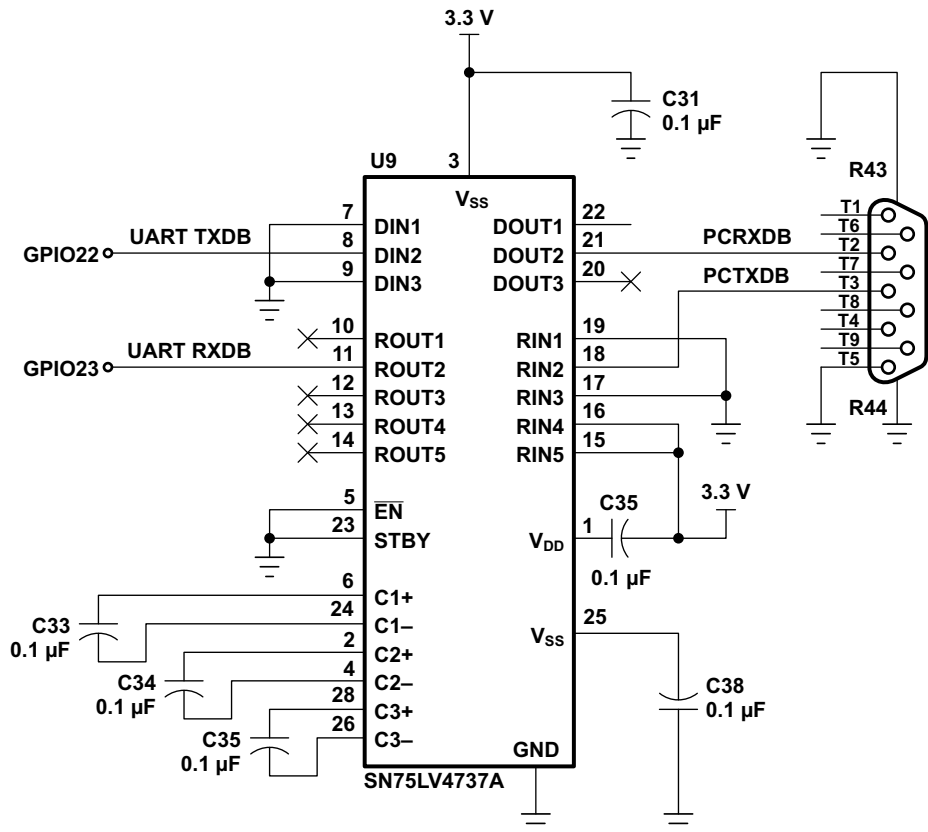 3.3 V
C31
0.1 µF
U9
3
R43
VSS
7
DIN1
DOUT1
22
T1
T6
UART TXDB
8
DIN2
DOUT2
21
PCRXDB
T2
GPIO22
9
DIN3
DOUT3
20
PCTXDB
T7
T3
T8
10
ROUT1
RIN1
19
T4
UART RXDB
11
ROUT2
RIN2
18
T9
GPIO23
T5
12
ROUT3
RIN3
17
13
ROUT4
RIN4
16
R44
14
ROUT5
RIN5
15
5
EN
C35
3.3 V
23
STBY
VDD
1
0.1 µF
6
C1+
24
C1–
C33
0.1 µF
VSS
25
2
C2+
4
C2–
C34
0.1 µF
C38
0.1 µF
28
C3+
26
C3–
C35
0.1 µF
GND
SN75LV4737A